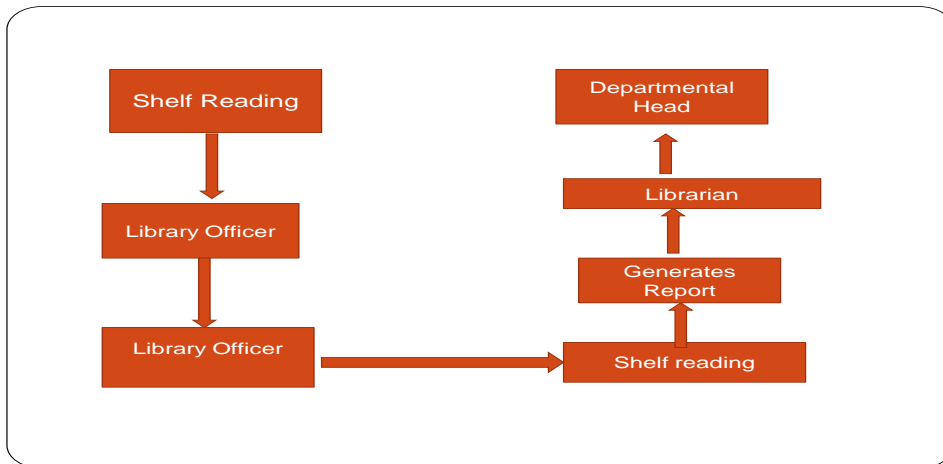 Shelf Reading
Library Officer
Library Officer
Shelf reading
Generates
Report
Librarian
Departmental
Head